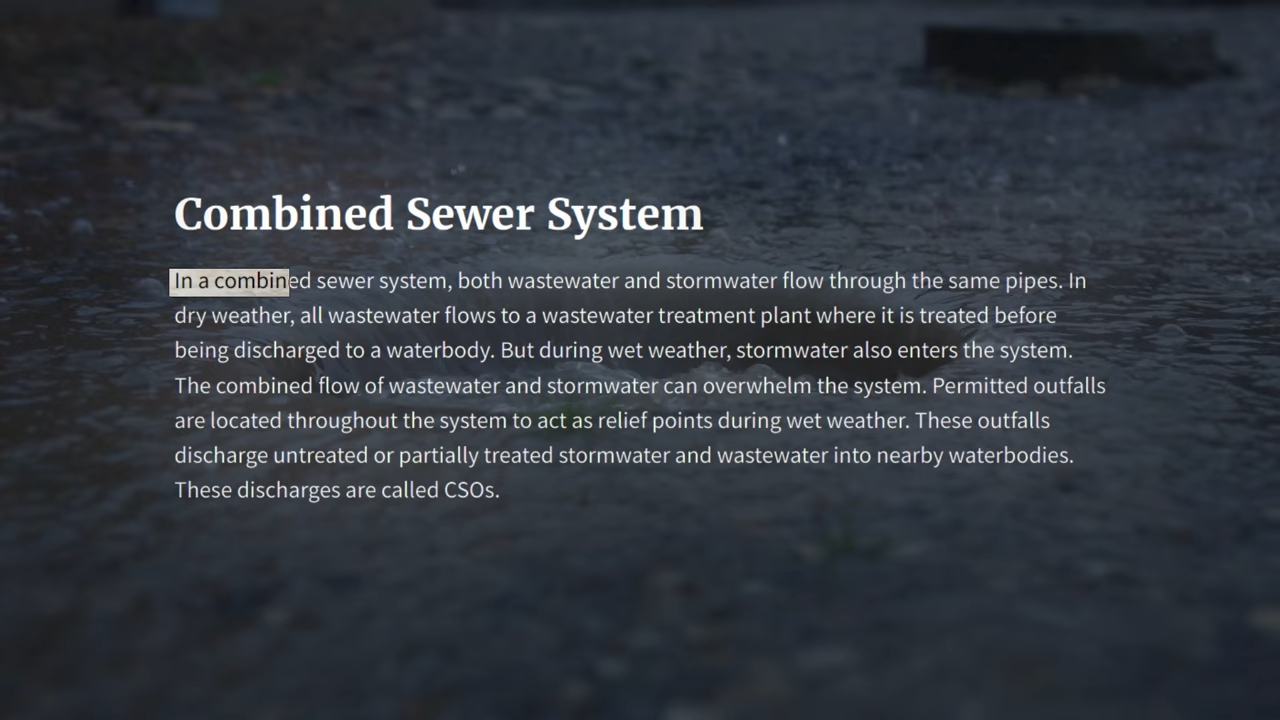 Combined Sewer System
In a combined sewer system, both wastewater and stormwater flow through the same pipes. In
dry weather, all wastewater flows to a wastewater treatment plant where it is treated before
being discharged to a waterbody. But during wet weather, stormwater also enters the system.
The combined flow of wastewater and stormwater can overwhelm the system. Permitted outfalls
are located throughout the system to act as relief points during wet weather. These outfalls
discharge untreated or partially treated stormwater and wastewater into nearby waterbodies.
These discharges are called CSOs.